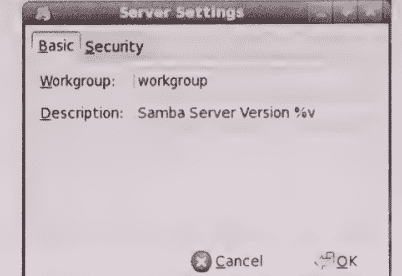 Server Settings
Basic Security
Workgroup: workgroup
Description: Samba Server Version %v
Cancel OK